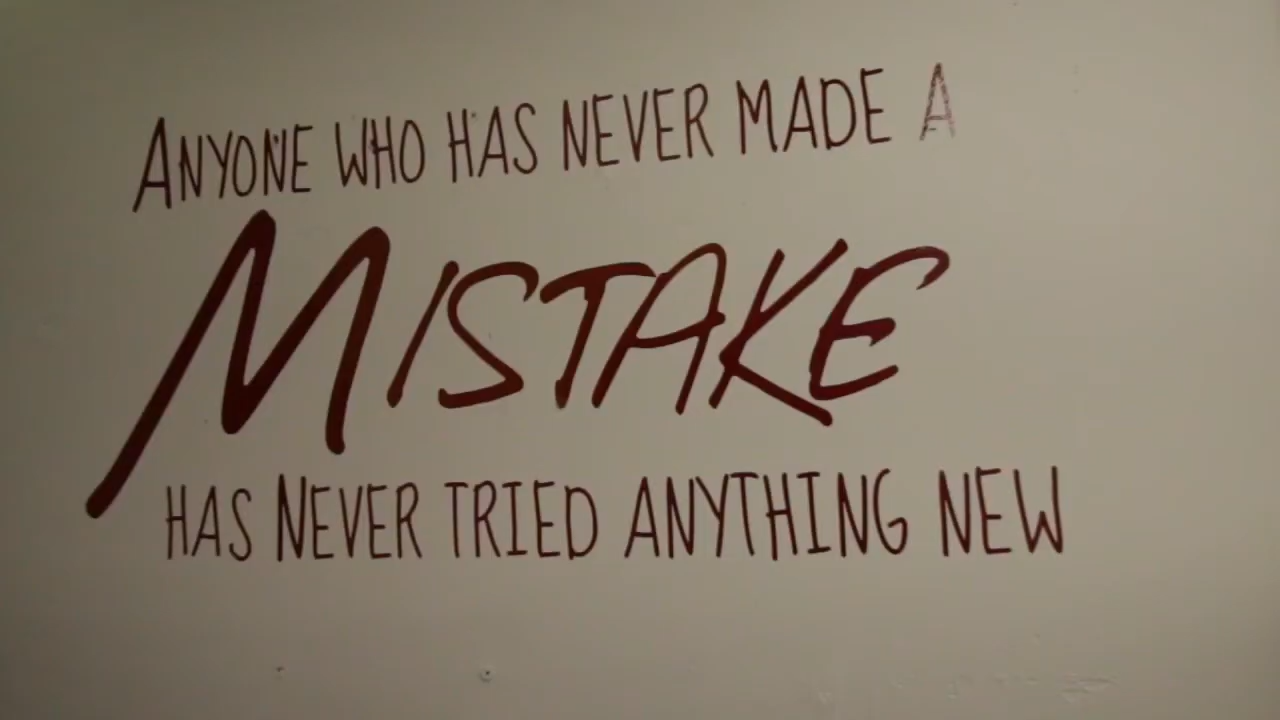 ANYONE WHO HAS NEVER MADE A
MISTAKE
HAS NEVER TRIED ANYTHING NEW